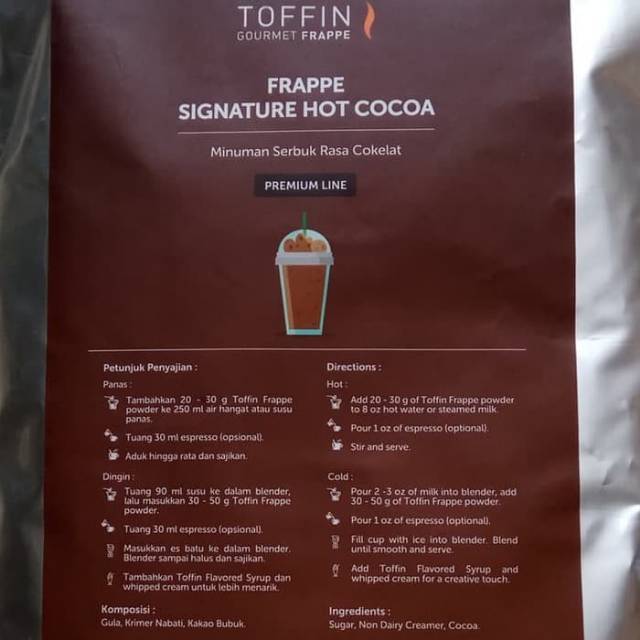 TOFFIN
GOURMET FRAPPE
FRAPPE
SIGNATURE HOT COCOA
Minuman Serbuk Rasa Cokelat
PREMIUM LINE
Petunjuk Penyajian :
Panas :
Tambahkan 20 - 30 g Toffin Frappe
powder ke 250 ml air hangat atau susu
panas.
Tuang 30 ml espresso (opsional).
Aduk hingga rata dan sajikan.
Dingin :
Tuang 90 ml susu ke dalam blender,
lalu masukkan 30 - 50 g Toffin Frappe
powder.
Tuang 30 ml espresso (opsional).
Masukkan es batu ke dalam blender.
Blender sampai halus dan sajikan.
Tambahkan Toffin Flavored Syrup dan
whipped cream untuk lebih menarik.
Komposisi :
Gula, Krimer Nabati, Kakao Bubuk.
Directions :
Hot :
Add 20 - 30 g of Toffin Frappe powder
to 8 oz hot water or steamed milk.
Pour 1 oz of espresso (optional).
Stir and serve.
Cold :
Pour 2 -3 oz of milk into blender, add
30 - 50 g of Toffin Frappe powder.
Pour 1 oz of espresso (optional).
Fill cup with ice into blender. Blend
until smooth and serve.
Add Toffin Flavored Syrup and
whipped cream for a creative touch.
Ingredients :
Sugar, Non Dairy Creamer, Cocoa.